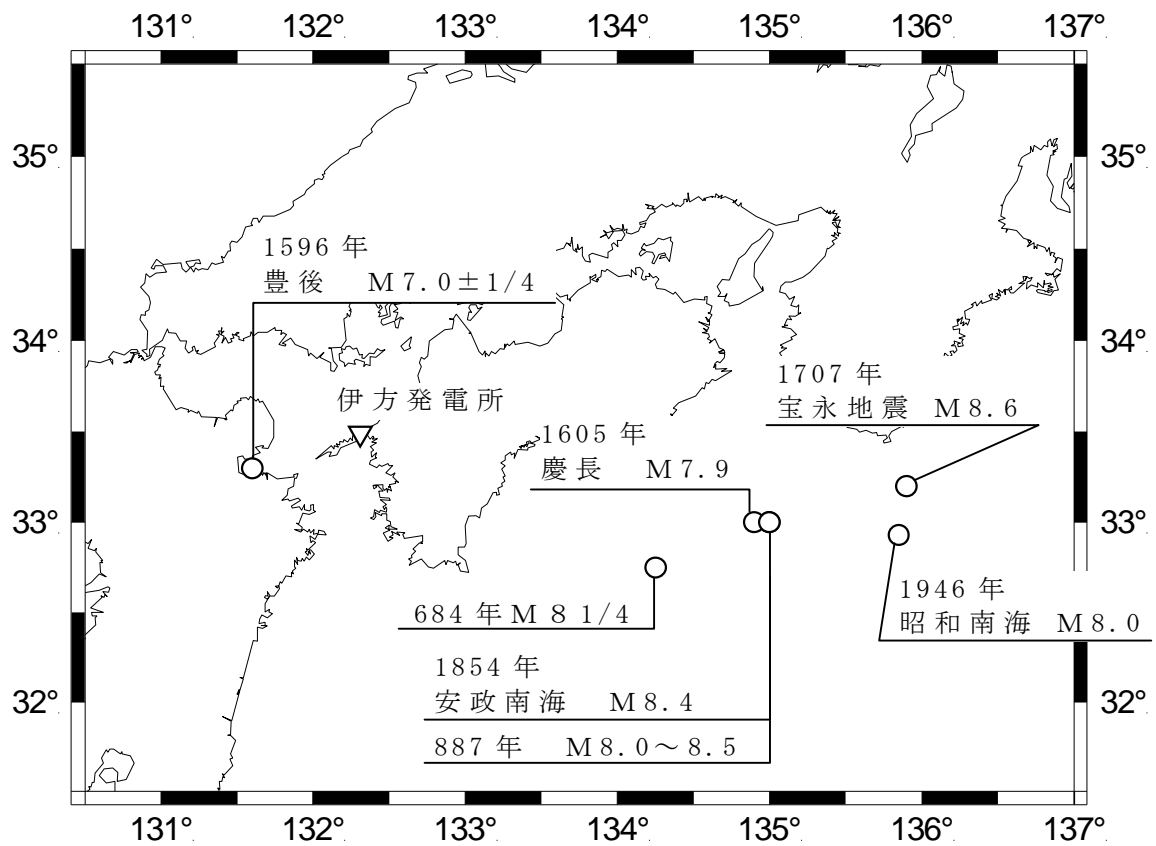 131° 132° 133° 134° 135° 136° 137°
35° 35°
1596 年
豊後 M7.0±1/4
34° 34°
1707 年
宝永地震 M8.6
伊方発電所
1605 年
慶長 M7.9
33° 33°
1946 年
昭和南海 M8.0
684 年M 8 1/4
1854 年
安政南海 M8.4
32° 32°
887 年 M8.0～8.5
131° 132° 133° 134° 135° 136° 137°